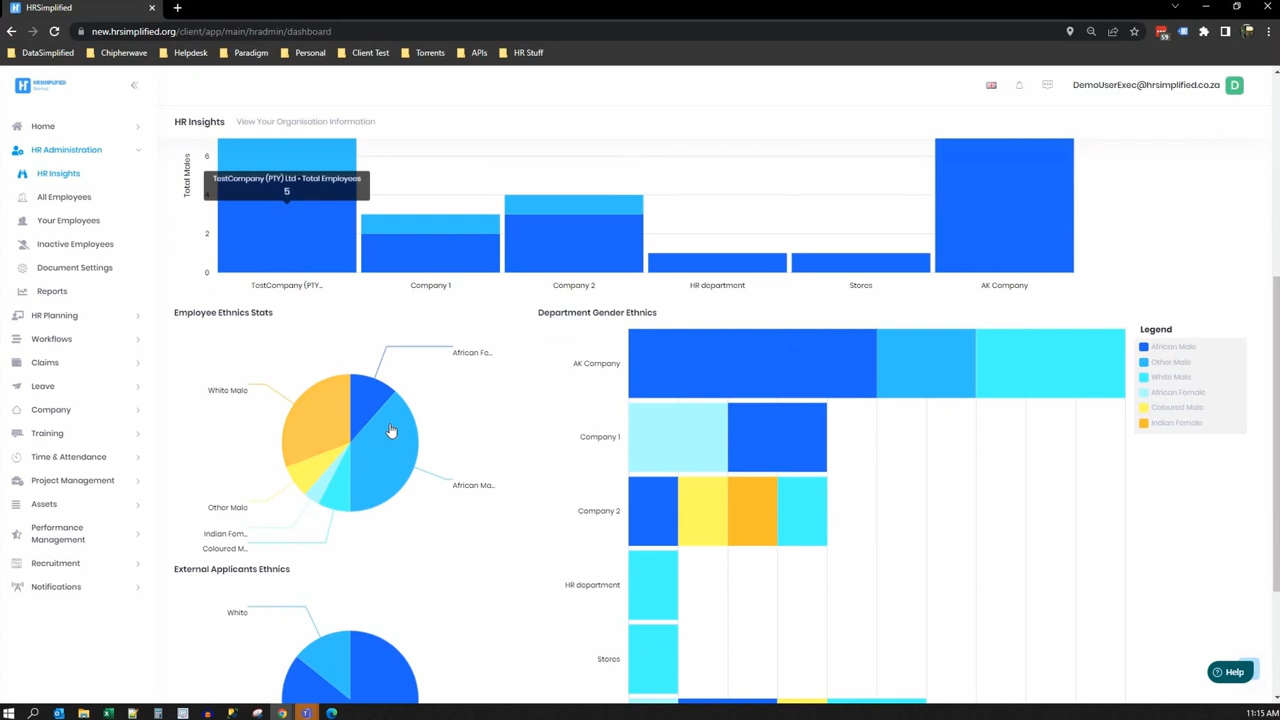 HRSimplified
new.hrsimplified.org/client/app/main/hradmin/dashboard
59
DataSimplified
Chipherwave
Helpdesk
Paradigm
Personal
Client Test
Torrents
APIs
HR Stuff
HRSIMPLIFIED
DemoUserExec@hrsimplified.co.za
D
HR Insights
View Your Organisation Information
Home
HR Administration
HR Insights
All Employees
Your Employees
Inactive Employees
Document Settings
Reports
HR Planning
Workflows
Claims
Leave
Company
Training
Time & Attendance
Project Management
Assets
Performance
Management
Recruitment
Notifications
Total Males
6
4
2
0
TestCompany (PTY) Ltd • Total Employees
5
TestCompany (PTY...
Company 1
Company 2
HR department
Stores
AK Company
Employee Ethnics Stats
African Fe...
White Male
African Ma...
Other Male
Indian Fem...
Coloured M...
External Applicants Ethnics
White
Department Gender Ethnics
AK Company
Company 1
Company 2
HR department
Stores
Legend
African Male
Other Male
White Male
African Female
Coloured Male
Indian Female
Help
11:15 AM